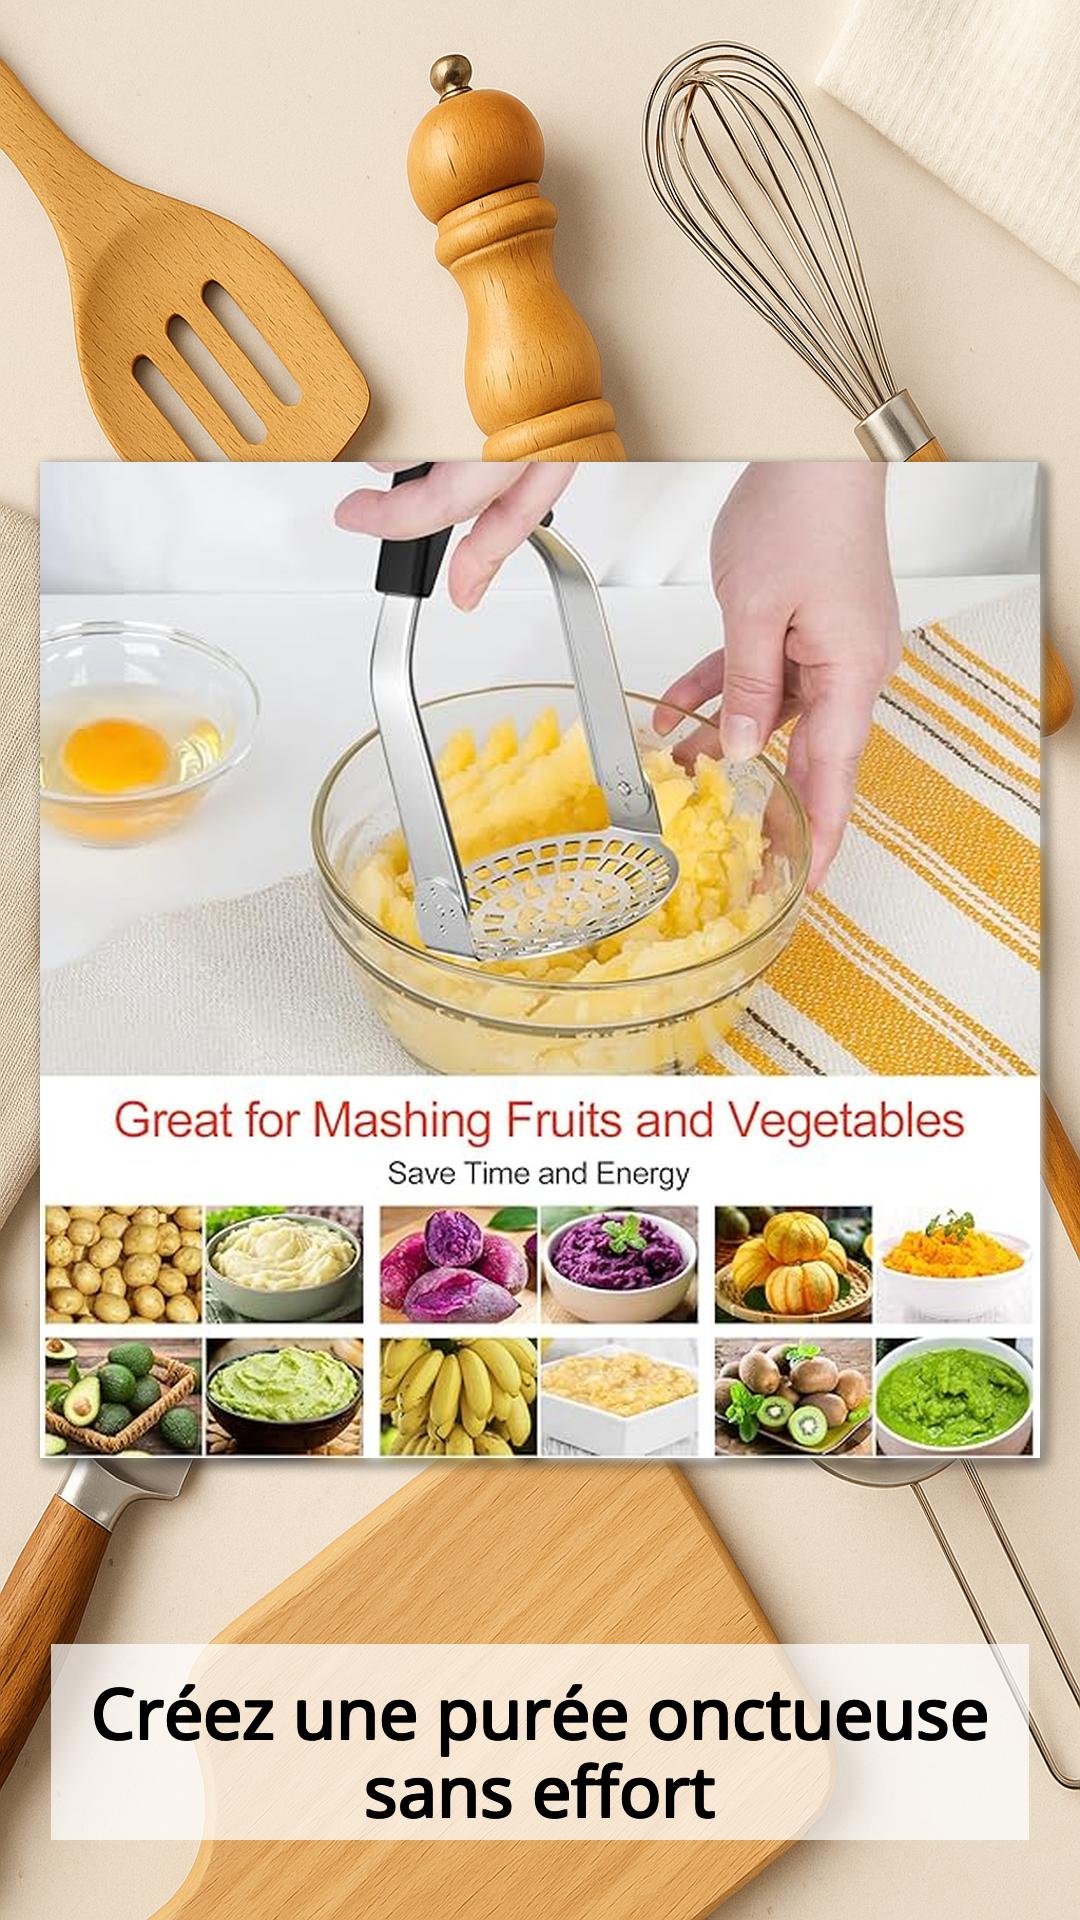 Great for Mashing Fruits and Vegetables
Save Time and Energy
Créez une purée onctueuse
sans effort